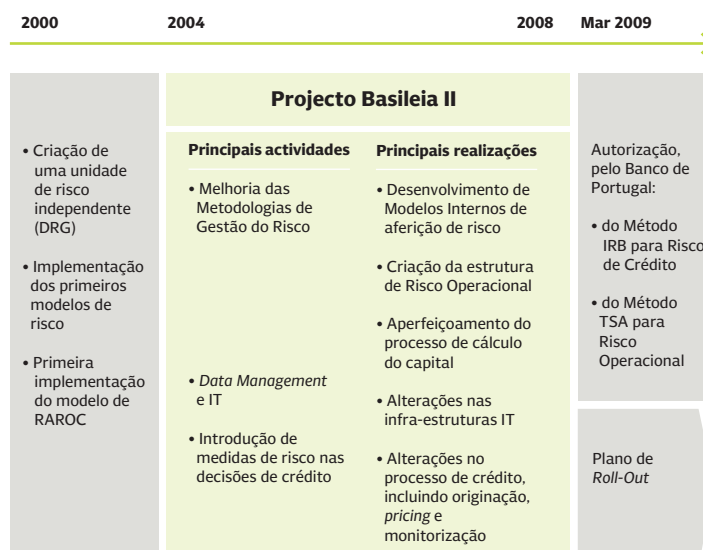 2000
2004
2008
Mar 2009
• Criação de
uma unidade
de risco
independente
(DRG)
• Implementação
dos primeiros
modelos de
risco
• Primeira
implementação
do modelo de
RAROC
Projecto Basileia II
Principais actividades
• Melhoria das
Metodologias de
Gestão do Risco
• Data Management
e IT
• Introdução de
medidas de risco nas
decisões de crédito
Principais realizações
• Desenvolvimento de
Modelos Internos de
aferição de risco
• Criação da estrutura
de Risco Operacional
• Aperfeiçoamento do
processo de cálculo
do capital
• Alterações nas
infra-estruturas IT
• Alterações no
processo de crédito,
incluindo originação,
pricing e
monitorização
Autorização,
pelo Banco de
Portugal:
• do Método
IRB para Risco
de Crédito
• do Método
TSA para
Risco
Operacional
Plano de
Roll-Out